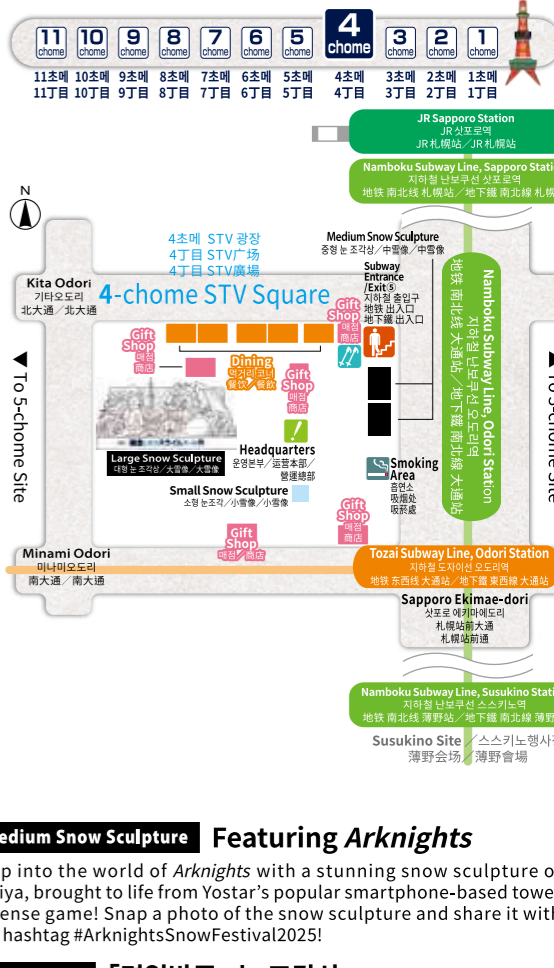 11 chome
10 chome
9 chome
8 chome
7 chome
6 chome
5 chome
4 chome
3 chome
2 chome
1 chome
11초메 10초메 9초메 8초메 7초메 6초메 5초메 4초메 3초메 2초메 1초메
11丁目 10丁目 9丁目 8丁目 7丁目 6丁目 5丁目 4丁目 3丁目 2丁目 1丁目
JR Sapporo Station
JR 삿포로역
JR 札幌站／JR 札幌站
Namboku Subway Line, Sapporo Stati
지하철 난보쿠선 삿포로역
地铁 南北线 札幌站／地下鐵 南北線 札幌
N
4초메 STV 광장
4丁目 STV广场
4丁目 STV廣場
4-chome STV Square
Medium Snow Sculpture
중형 눈 조각상／中雪像／中雪像
Subway
Entrance
/Exit⑤
지하철 출입구
地铁 出入口
地下鐵 出入口
Kita Odori
기타오도리
北大通／北大通
Gift
Shop
매점
商店
Gift
Shop
매점
商店
Dining
먹거리 코너
餐饮／餐飲
Gift
Shop
매점
商店
Namboku Subway Line, Odori Station
지하철 난보쿠선 오도리역
地铁 南北线 大通站／地下鐵 南北線 大通站
To 5-chome Site
To 5-chome Site
Large Snow Sculpture
대형 눈 조각상／大雪像／大雪像
Headquarters
운영본부／运营本部／
營運總部
Small Snow Sculpture
소형 눈조각／小雪像／小雪像
Smoking
Area
흡연소
吸烟处
吸菸處
Gift
Shop
매점
商店
Gift
Shop
매점／商店
Minami Odori
미나미오도리
南大通／南大通
Tozai Subway Line, Odori Station
지하철 도자이선 오도리역
地铁 东西线 大通站／地下鐵 東西線 大通站
Sapporo Ekimae-dori
삿포로 에키마에도리
札幌站前大通
札幌站前通
Namboku Subway Line, Susukino Stati
지하철 난보쿠선 스스키노역
地铁 南北线 薄野站／地下鐵 南北線 薄野
Susukino Site ／스스키노행사
薄野会场／薄野會場
edium Snow Sculpture Featuring Arknights
p into the world of Arknights with a stunning snow sculpture o
iya, brought to life from Yostar's popular smartphone-based towe
ense game! Snap a photo of the snow sculpture and share it with
hashtag #ArknightsSnowFestival2025!